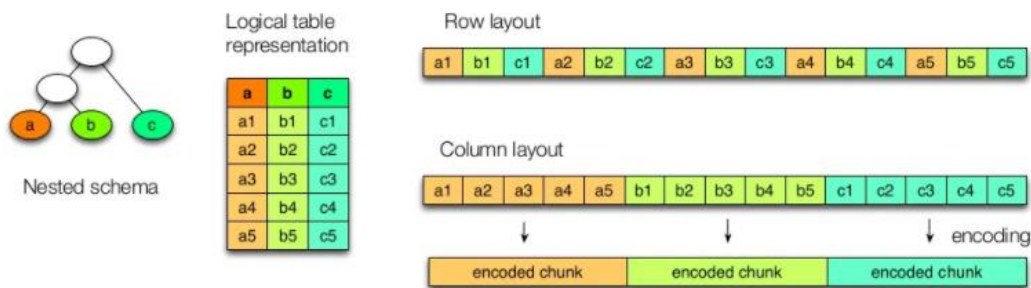 Logical table
representation
Row layout
a1 b1 c1 a2 b2 c2 a3 b3 c3 a4 b4 c4 a5 b5 c5
a b c
a b c
a1 b1 c1
a2 b2 c2
a3 b3 c3
a4 b4 c4
a5 b5 c5
Nested schema
Column layout
a1 a2 a3 a4 a5 b1 b2 b3 b4 b5 c1 c2 c3 c4 c5
encoding
encoded chunk encoded chunk encoded chunk